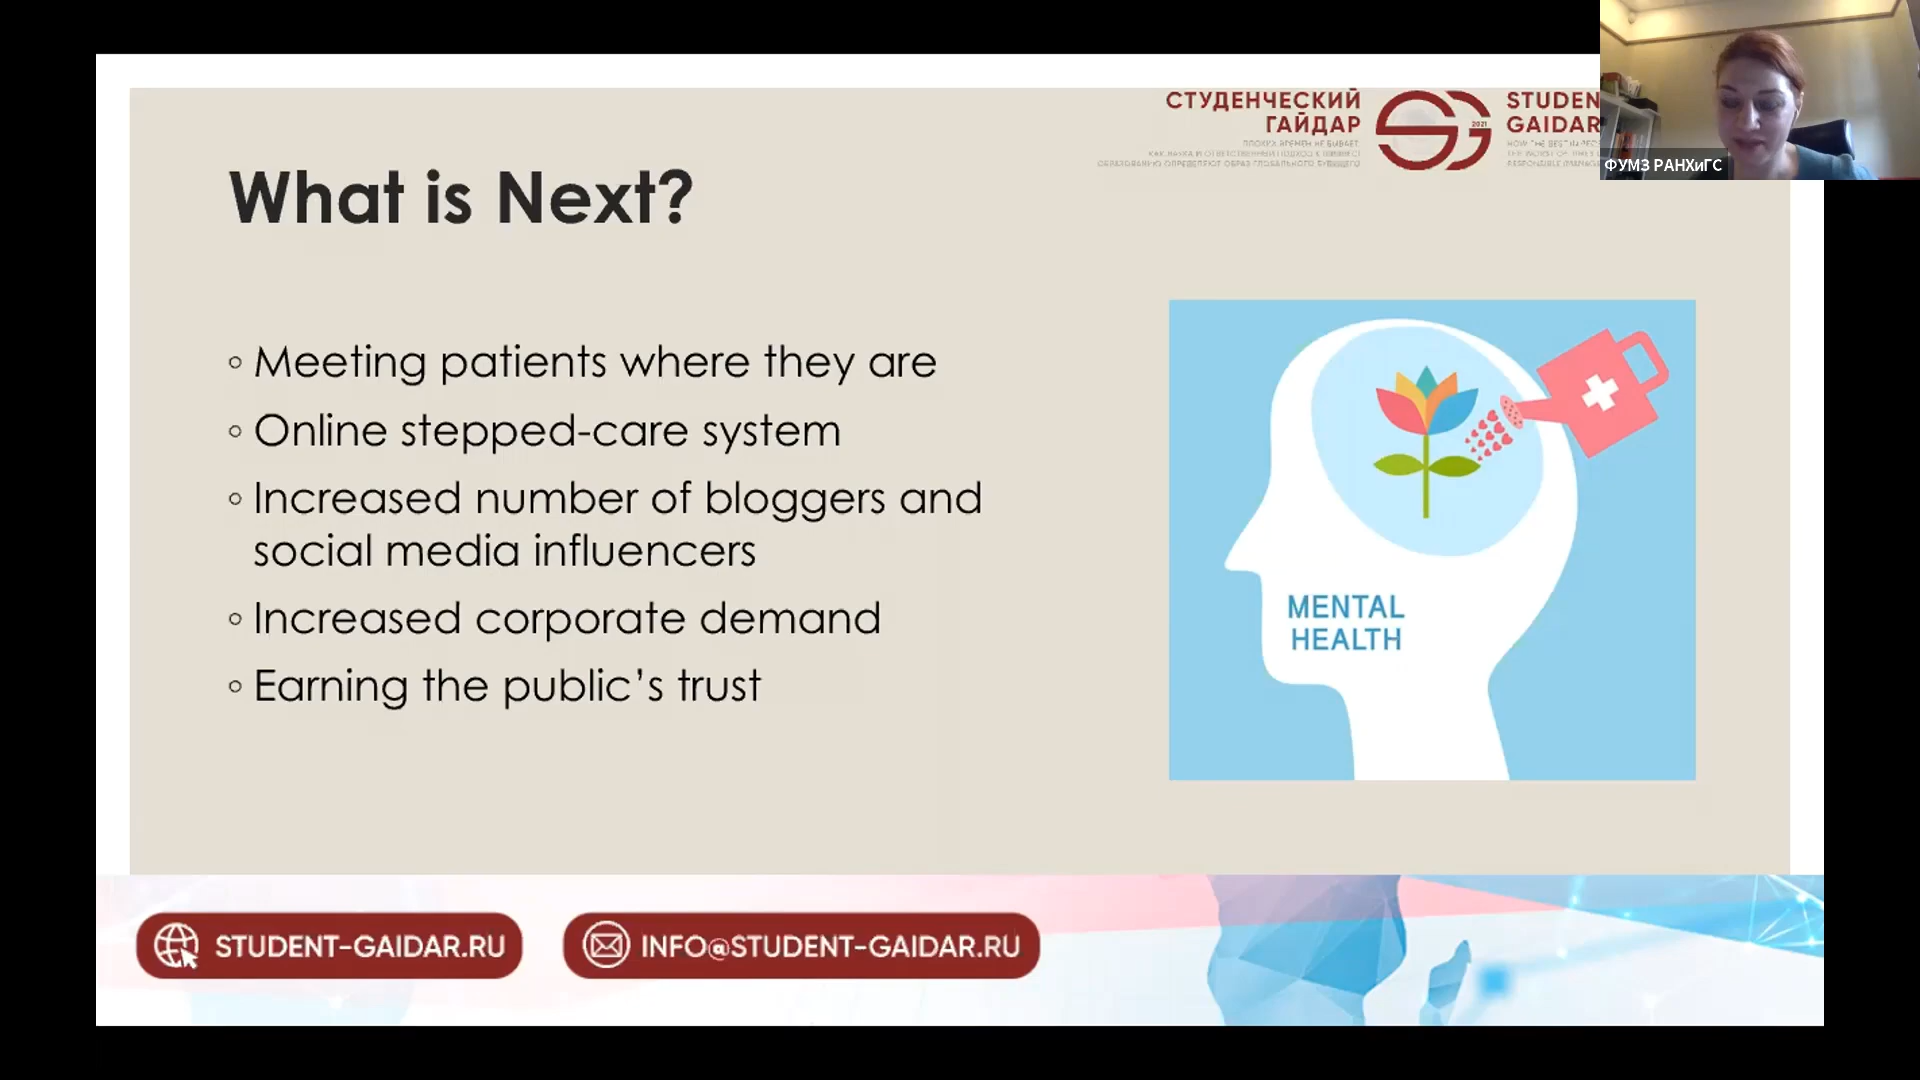 СТУДЕНЧЕСКИЙ
ГАЙДАР
SG
2021
STUDEN
GAIDAR
ФУМЗ РАНХиГС
What is Next?
◦ Meeting patients where they are
◦ Online stepped-care system
◦ Increased number of bloggers and
social media influencers
◦ Increased corporate demand
◦ Earning the public’s trust
MENTAL
HEALTH
STUDENT-GAIDAR.RU
INFO@STUDENT-GAIDAR.RU